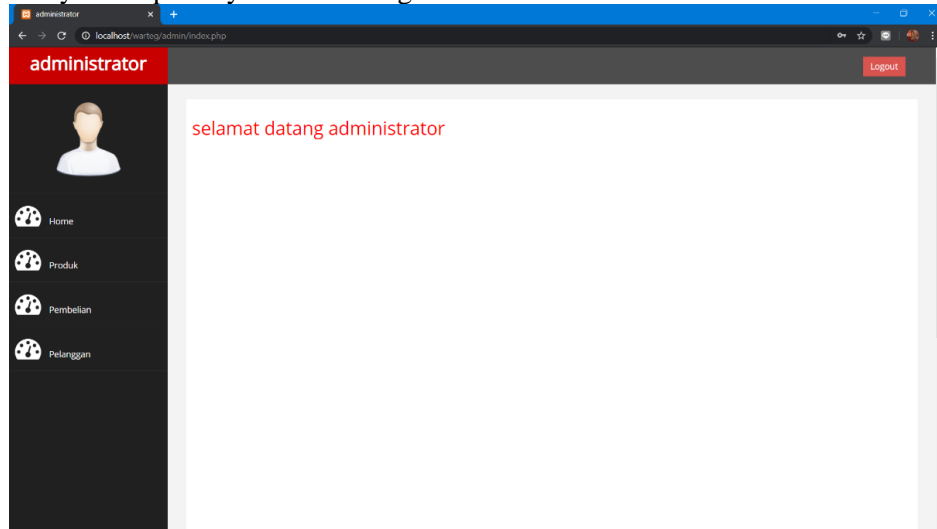 administrator
localhost/warteg/admin/index.php
administrator
Logout
selamat datang administrator
Home
Produk
Pembelian
Pelanggan